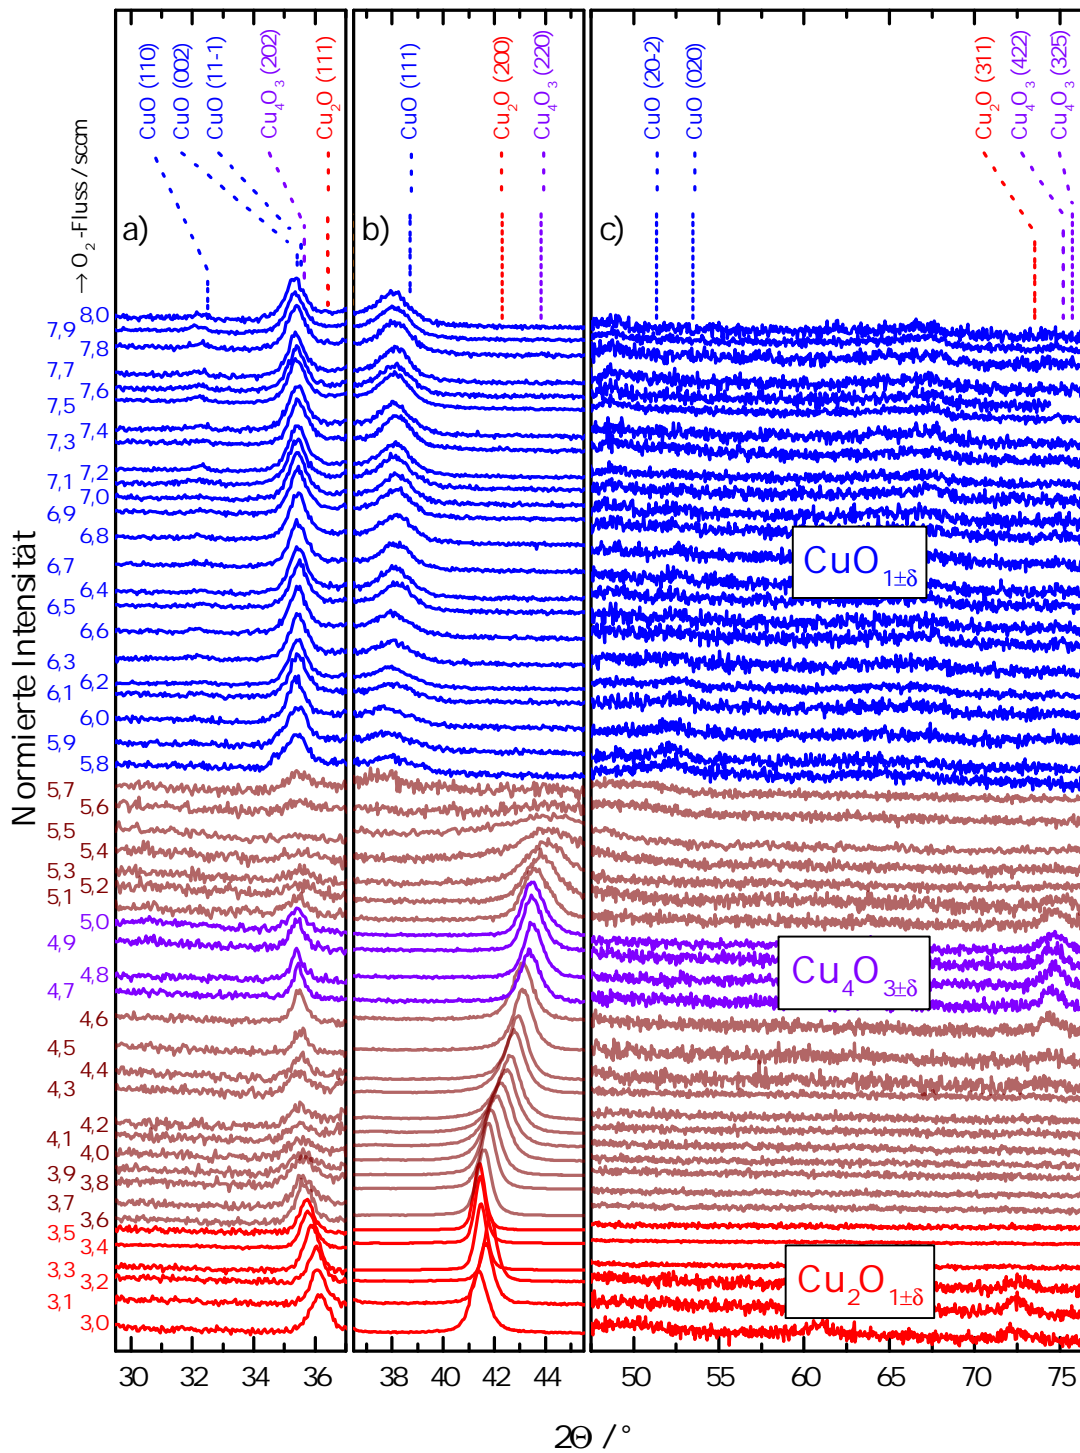 CuO (110)
CuO (002)
CuO (11-1)
Cu₄O₃ (202)
Cu₂O (111)
CuO (111)
Cu₂O (200)
Cu₄O₃ (220)
CuO (20-2)
CuO (020)
Cu₂O (311)
Cu₄O₃ (422)
Cu₄O₃ (325)
a)
b)
c)
→ O₂ -Fluss / sccm
Normierte Intensität
8,0
7,9
7,8
7,7
7,6
7,5
7,4
7,3
7,2
7,1
7,0
6,9
6,8
6,7
6,4
6,5
6,6
6,3
6,2
6,1
6,0
5,9
5,8
5,7
5,6
5,5
5,4
5,3
5,2
5,1
5,0
4,9
4,8
4,7
4,6
4,5
4,4
4,3
4,2
4,1
4,0
3,9
3,8
3,7
3,6
3,5
3,4
3,3
3,2
3,1
3,0
CuO₁±δ
Cu₄O₃±δ
Cu₂O₁±δ
30 32 34 36 38 42 44 50 55 60 65 70 75
2Θ / °